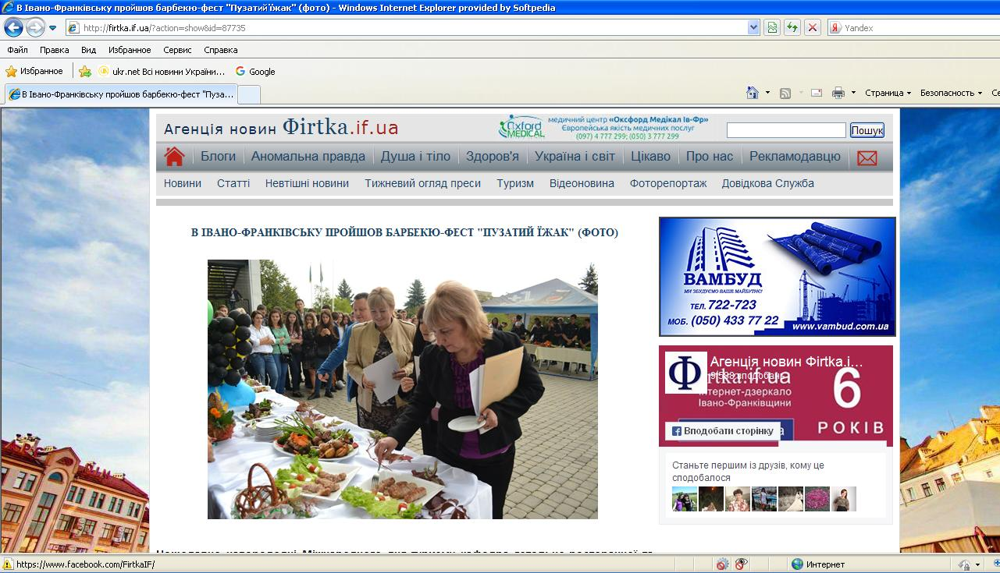 В Івано-Франківську пройшов барбекю-фест "Пузатий їжак" (фото) - Windows Internet Explorer provided by Softpedia
http://firtka.if.ua/?action=show&id=87735
Yandex
Файл Правка Вид Избранное Сервис Справка
Избранное ukr.net Всі новини України... Google
В Івано-Франківську пройшов барбекю-фест "Пуза...
Страница Безопасность
Агенція новин Фirtka.if.ua
Oxford MEDICAL
медичний центр «Оксфорд Медікал Ів-Фр»
Європейська якість медичних послуг
(097) 4 777 299; (050) 3 777 299
Пошук
Блоги Аномальна правда Душа і тіло Здоров'я Україна і світ Цікаво Про нас Рекламодавцю
Новини Статті Невтішні новини Тижневий огляд преси Туризм Відеоновина Фоторепортаж Довідкова Служба
В ІВАНО-ФРАНКІВСЬКУ ПРОЙШОВ БАРБЕКЮ-ФЕСТ "ПУЗАТИЙ ЇЖАК" (ФОТО)
ВАМБУД
МИ ЗБУДУЄМО ВАШЕ МАЙБУТНЄ!
ТЕЛ. 722-723
МОБ. (050) 433 77 22
www.vambud.com.ua
Ф
Агенція новин Фirtka.i...
rtka.if.ua
інтернет-дзеркало
Івано-Франківщини
6
РОКІВ
Вподобати сторінку
Станьте першим із друзів, кому це
сподобалося
https://www.facebook.com/FirtkaIF/
Интернет